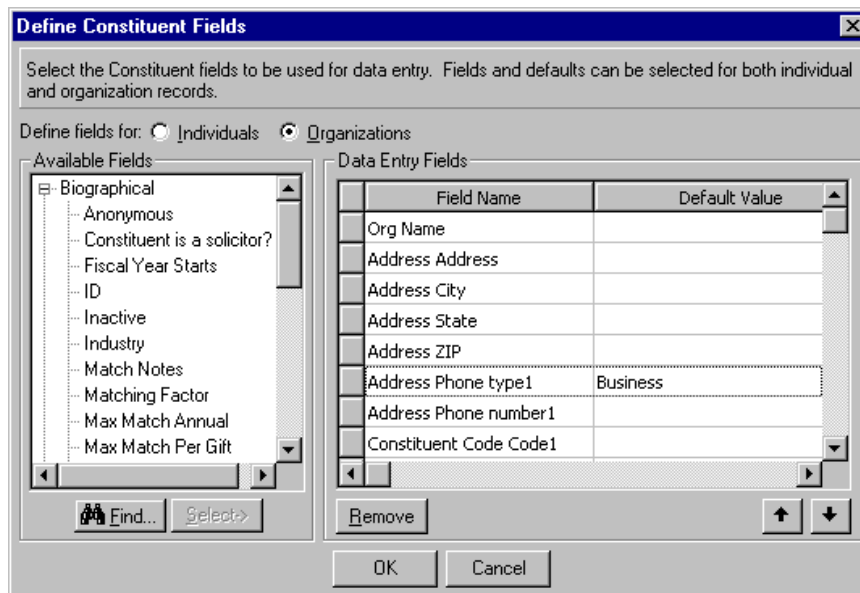 Define Constituent Fields
Select the Constituent fields to be used for data entry. Fields and defaults can be selected for both individual
and organization records.
Define fields for: Individuals Organizations
Available Fields
Biographical
Anonymous
Constituent is a solicitor?
Fiscal Year Starts
ID
Inactive
Industry
Match Notes
Matching Factor
Max Match Annual
Max Match Per Gift
Find...
Select->
Data Entry Fields
Field Name Default Value
Org Name
Address Address
Address City
Address State
Address ZIP
Address Phone type1 Business
Address Phone number1
Constituent Code Code1
Remove
OK Cancel